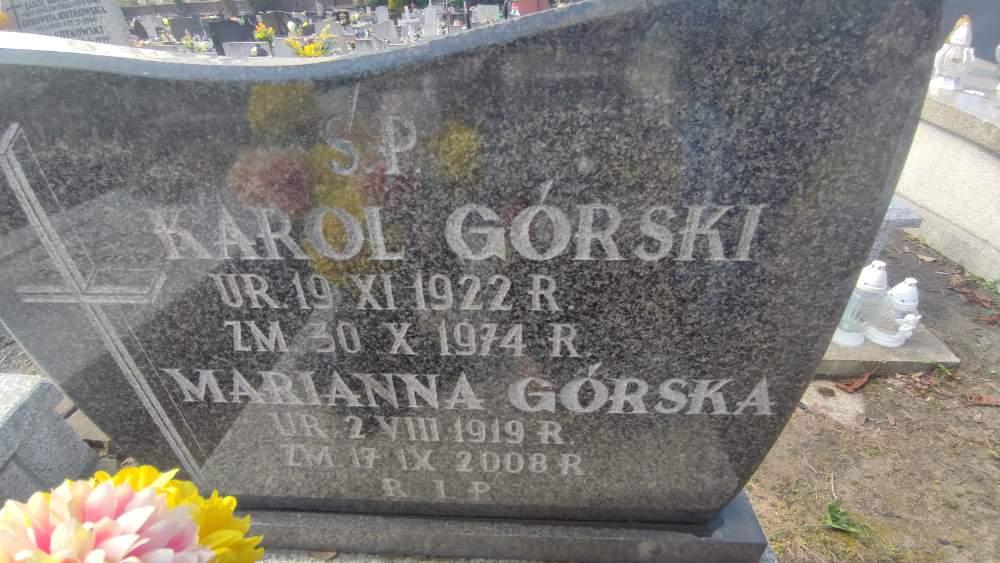 Ś.P.
KAROL GÓRSKI
UR. 19 XI 1922 R.
ZM 30 X 1974 R.
MARIANNA GÓRSKA
UR. 2 VIII 1919 R.
ZM. 17 IX 2008 R.
R. I. P.